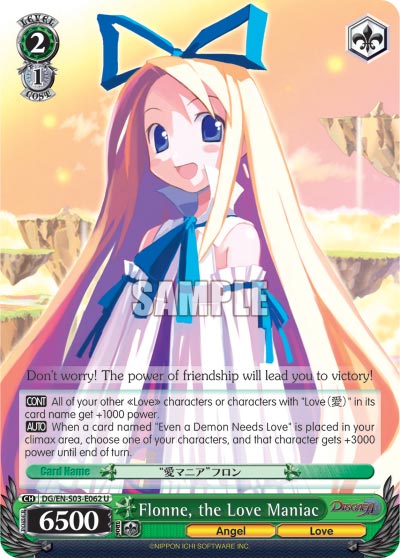 LEVEL
2
1
COST
SAMPLE
Don't worry! The power of friendship will lead you to victory!
CONT All of your other «Love» characters or characters with "Love(愛)" in its
card name get +1000 power.
AUTO When a card named "Even a Demon Needs Love" is placed in your
climax area, choose one of your characters, and that character gets +3000
power until end of turn.
Card Name "愛マニア"フロン
CH DG/EN-S03-E062 U
POWER 6500 SOUL
Flonne, the Love Maniac
DISGAEA
Angel Love
©NIPPON ICHI SOFTWARE INC.